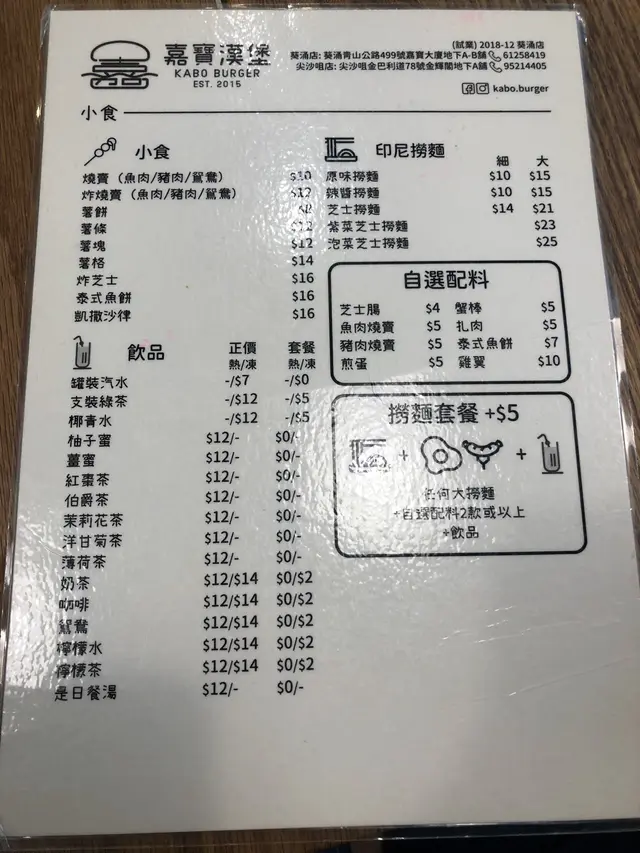 嘉寶漢堡
KABO BURGER
EST. 2015
(試業) 2018-12 葵涌店
葵涌店: 葵涌青山公路499號嘉寶大廈地下A-B舖 61258419
尖沙咀店: 尖沙咀金巴利道78號金輝閣地下A舖 95214405
kabo.burger
小食
小食
燒賣 (魚肉/豬肉/鴛鴦) $10
炸燒賣 (魚肉/豬肉/鴛鴦) $12
薯餅
薯條 $12
薯塊 $12
薯格 $14
炸芝士 $16
泰式魚餅 $16
凱撒沙律 $16
飲品 正價 套餐
熱/凍 熱/凍
罐裝汽水 -/$7 -/$0
支裝綠茶 -/$12 -/$5
椰青水 -/$12 -/$5
柚子蜜 $12/- $0/-
薑蜜 $12/- $0/-
紅棗茶 $12/- $0/-
伯爵茶 $12/- $0/-
茉莉花茶 $12/- $0/-
洋甘菊茶 $12/- $0/-
薄荷茶 $12/- $0/-
奶茶 $12/$14 $0/$2
咖啡 $12/$14 $0/$2
鴛鴦 $12/$14 $0/$2
檸檬水 $12/$14 $0/$2
檸檬茶 $12/$14 $0/$2
是日餐湯 $12/- $0/-
印尼撈麵 細 大
原味撈麵 $10 $15
辣醬撈麵 $10 $15
芝士撈麵 $14 $21
紫菜芝士撈麵 $23
泡菜芝士撈麵 $25
自選配料
芝士腸 $4 蟹棒 $5
魚肉燒賣 $5 扎肉 $5
豬肉燒賣 $5 泰式魚餅 $7
煎蛋 $5 雞翼 $10
撈麵套餐 +$5
+ +
任何大撈麵
+自選配料2款或以上
+飲品